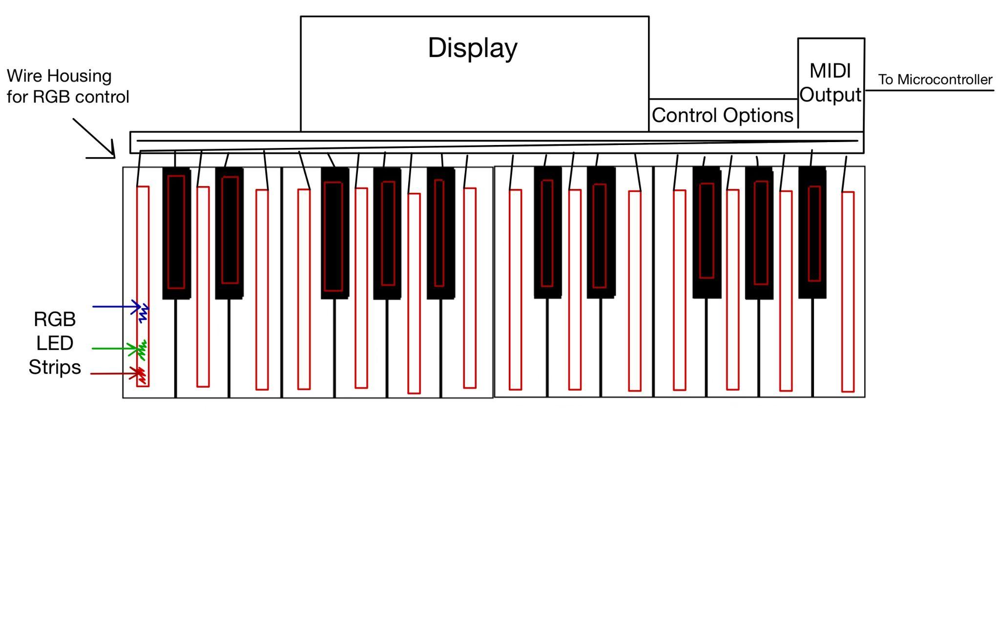 Display
Wire Housing
for RGB control
MIDI
Output
To Microcontroller
Control Options
RGB
LED
Strips